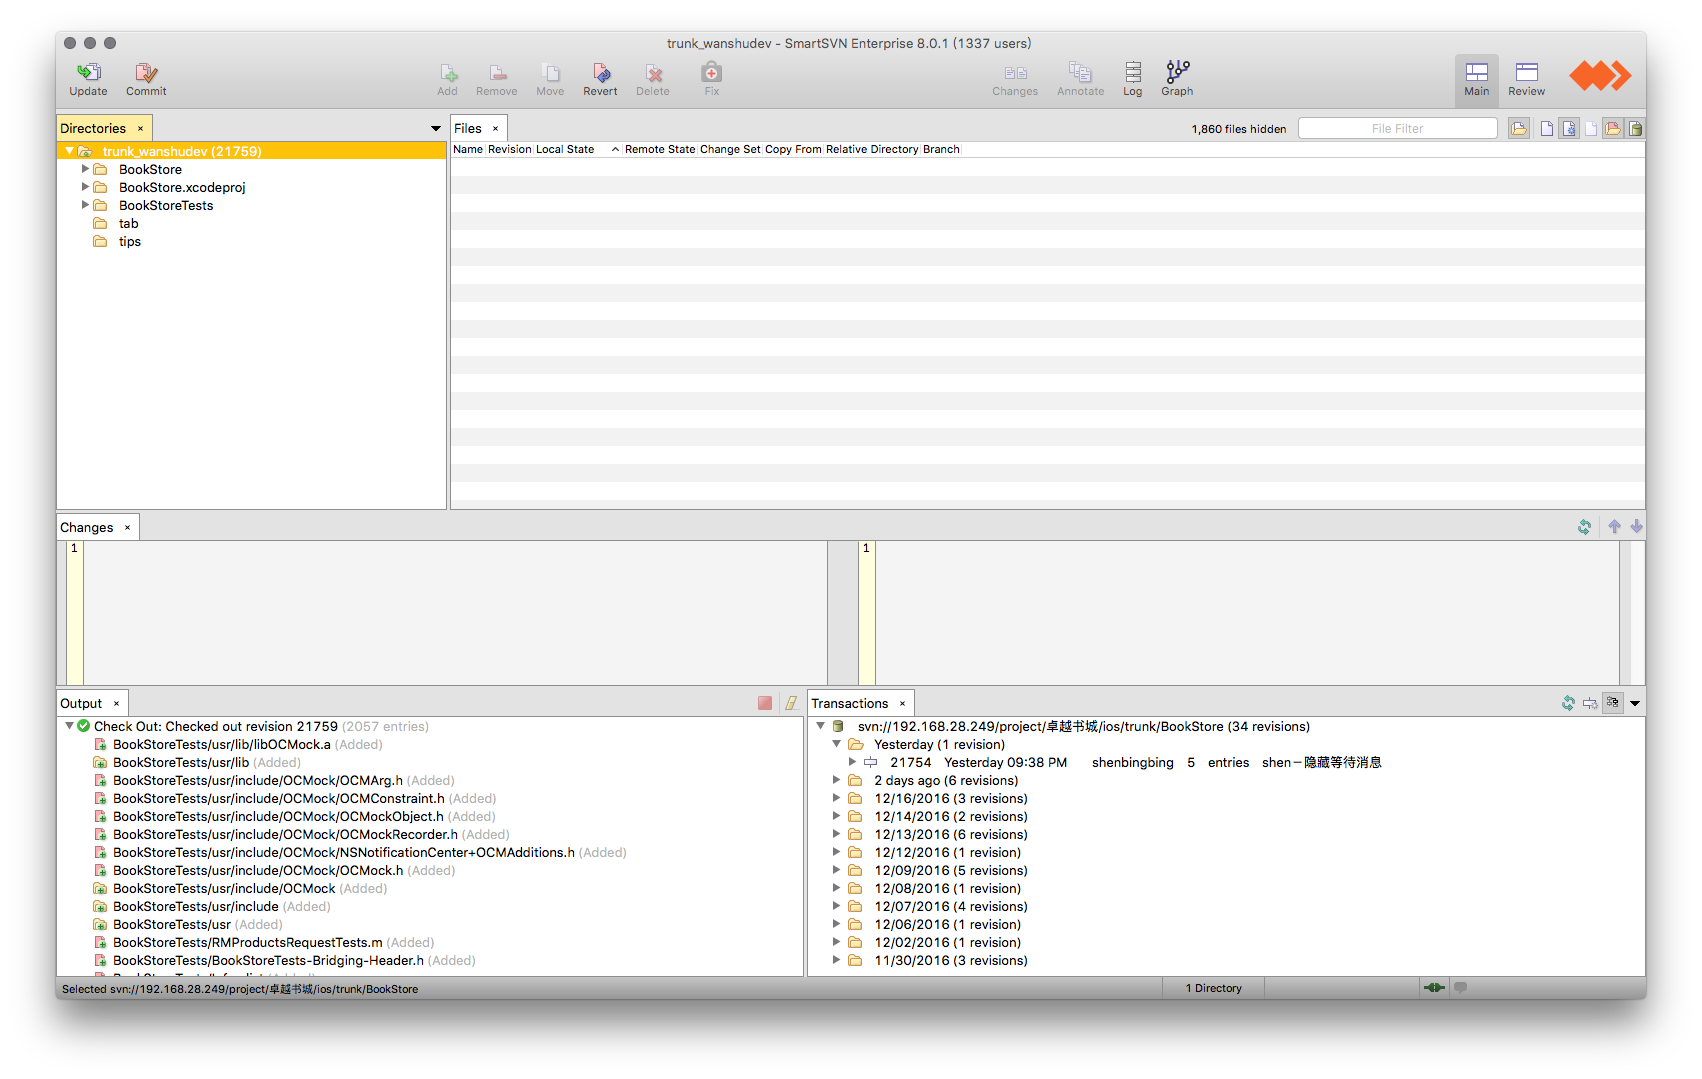 trunk_wanshudev - SmartSVN Enterprise 8.0.1 (1337 users)
Update Commit Add Remove Move Revert Delete Fix Changes Annotate Log Graph Main Review
Directories ×
trunk_wanshudev (21759)
BookStore
BookStore.xcodeproj
BookStoreTests
tab
tips
Files × 1,860 files hidden File Filter
Name Revision Local State Remote State Change Set Copy From Relative Directory Branch
Changes ×
1 1
Output ×
Check Out: Checked out revision 21759 (2057 entries)
BookStoreTests/usr/lib/libOCMock.a (Added)
BookStoreTests/usr/lib (Added)
BookStoreTests/usr/include/OCMock/OCMArg.h (Added)
BookStoreTests/usr/include/OCMock/OCMConstraint.h (Added)
BookStoreTests/usr/include/OCMock/OCMockObject.h (Added)
BookStoreTests/usr/include/OCMock/OCMockRecorder.h (Added)
BookStoreTests/usr/include/OCMock/NSNotificationCenter+OCMAdditions.h (Added)
BookStoreTests/usr/include/OCMock/OCMock.h (Added)
BookStoreTests/usr/include/OCMock (Added)
BookStoreTests/usr/include (Added)
BookStoreTests/usr (Added)
BookStoreTests/RMProductsRequestTests.m (Added)
BookStoreTests/BookStoreTests-Bridging-Header.h (Added)
Transactions ×
svn://192.168.28.249/project/卓越书城/ios/trunk/BookStore (34 revisions)
Yesterday (1 revision)
21754 Yesterday 09:38 PM shenbingbing 5 entries shen－隐藏等待消息
2 days ago (6 revisions)
12/16/2016 (3 revisions)
12/14/2016 (2 revisions)
12/13/2016 (6 revisions)
12/12/2016 (1 revision)
12/09/2016 (5 revisions)
12/08/2016 (1 revision)
12/07/2016 (4 revisions)
12/06/2016 (1 revision)
12/02/2016 (1 revision)
11/30/2016 (3 revisions)
Selected svn://192.168.28.249/project/卓越书城/ios/trunk/BookStore 1 Directory